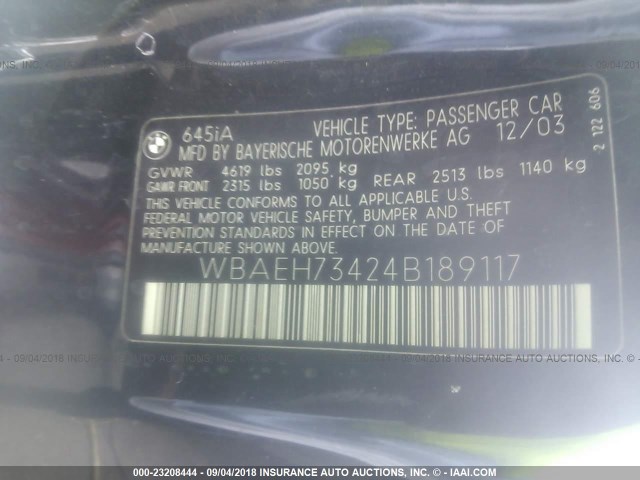 645iA VEHICLE TYPE: PASSENGER CAR
MFD BY BAYERISCHE MOTORENWERKE AG 12/03
GVWR 4619 lbs 2095 kg
GAWR FRONT 2315 lbs 1050 kg REAR 2513 lbs 1140 kg
THIS VEHICLE CONFORMS TO ALL APPLICABLE U.S.
FEDERAL MOTOR VEHICLE SAFETY, BUMPER AND THEFT
PREVENTION STANDARDS IN EFFECT ON THE DATE OF
MANUFACTURE SHOWN ABOVE.
WBAEH73424B189117
2 122 606
000-23208444 - 09/04/2018 INSURANCE AUTO AUCTIONS, INC. - IAAI.COM